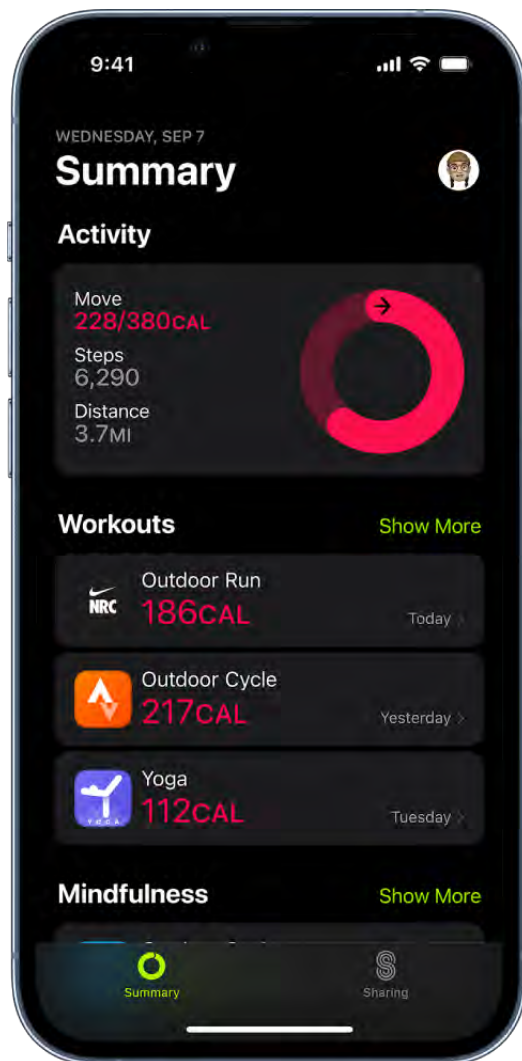 9:41
WEDNESDAY, SEP 7
Summary
Activity
Move
228/380CAL
Steps
6,290
Distance
3.7MI
Workouts Show More
NRC
Outdoor Run
186CAL
Today
Outdoor Cycle
217CAL
Yesterday
YOGA
Yoga
112CAL
Tuesday
Mindfulness Show More
Summary
Sharing